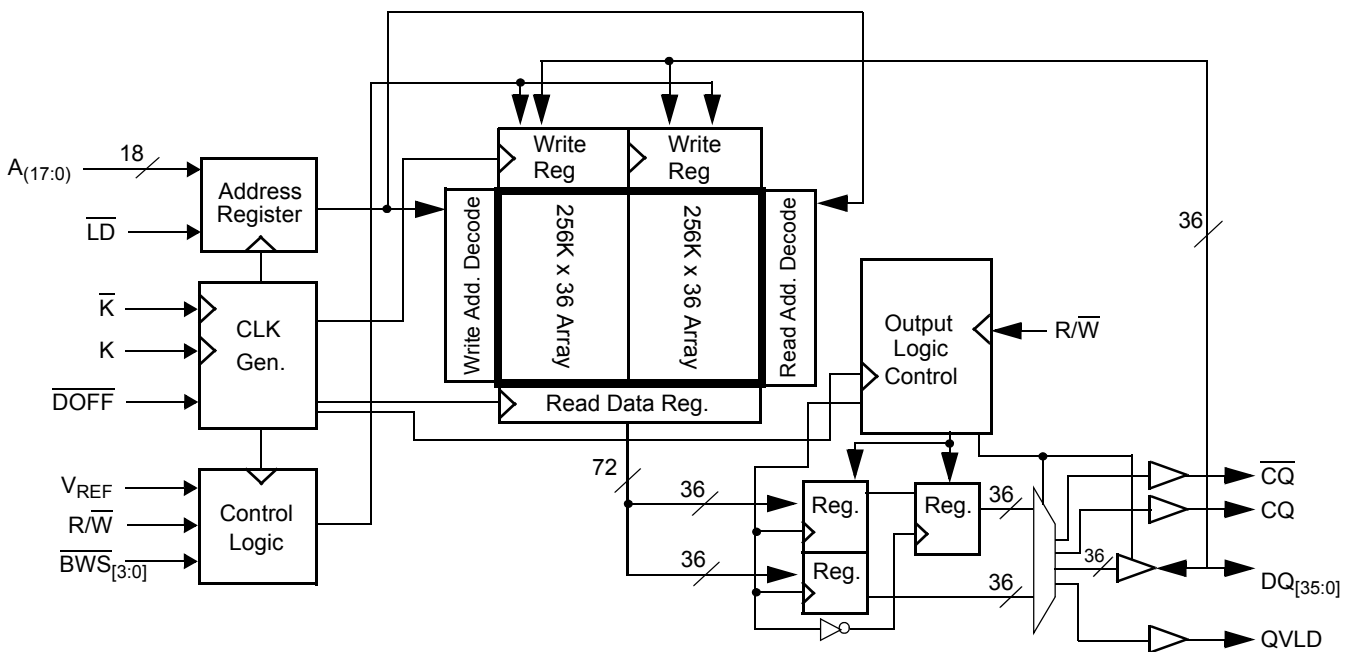 A(17:0)
18
LD
Address
Register
K
K
DOFF
CLK
Gen.
VREF
R/W
BWS[3:0]
Control
Logic
Write
Reg
Write
Reg
Write Add. Decode
256K x 36 Array
256K x 36 Array
Read Add. Decode
Read Data Reg.
Output
Logic
Control
R/W
36
72
36
36
Reg.
Reg.
Reg.
36
36
36
CQ
CQ
DQ[35:0]
QVLD